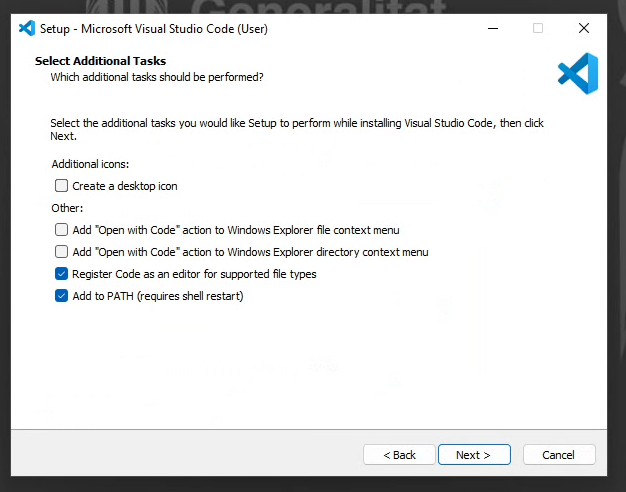 Generalitat
Setup - Microsoft Visual Studio Code (User)
Select Additional Tasks
Which additional tasks should be performed?
Select the additional tasks you would like Setup to perform while installing Visual Studio Code, then click
Next.
Additional icons:
Create a desktop icon
Other:
Add "Open with Code" action to Windows Explorer file context menu
Add "Open with Code" action to Windows Explorer directory context menu
Register Code as an editor for supported file types
Add to PATH (requires shell restart)
< Back
Next >
Cancel